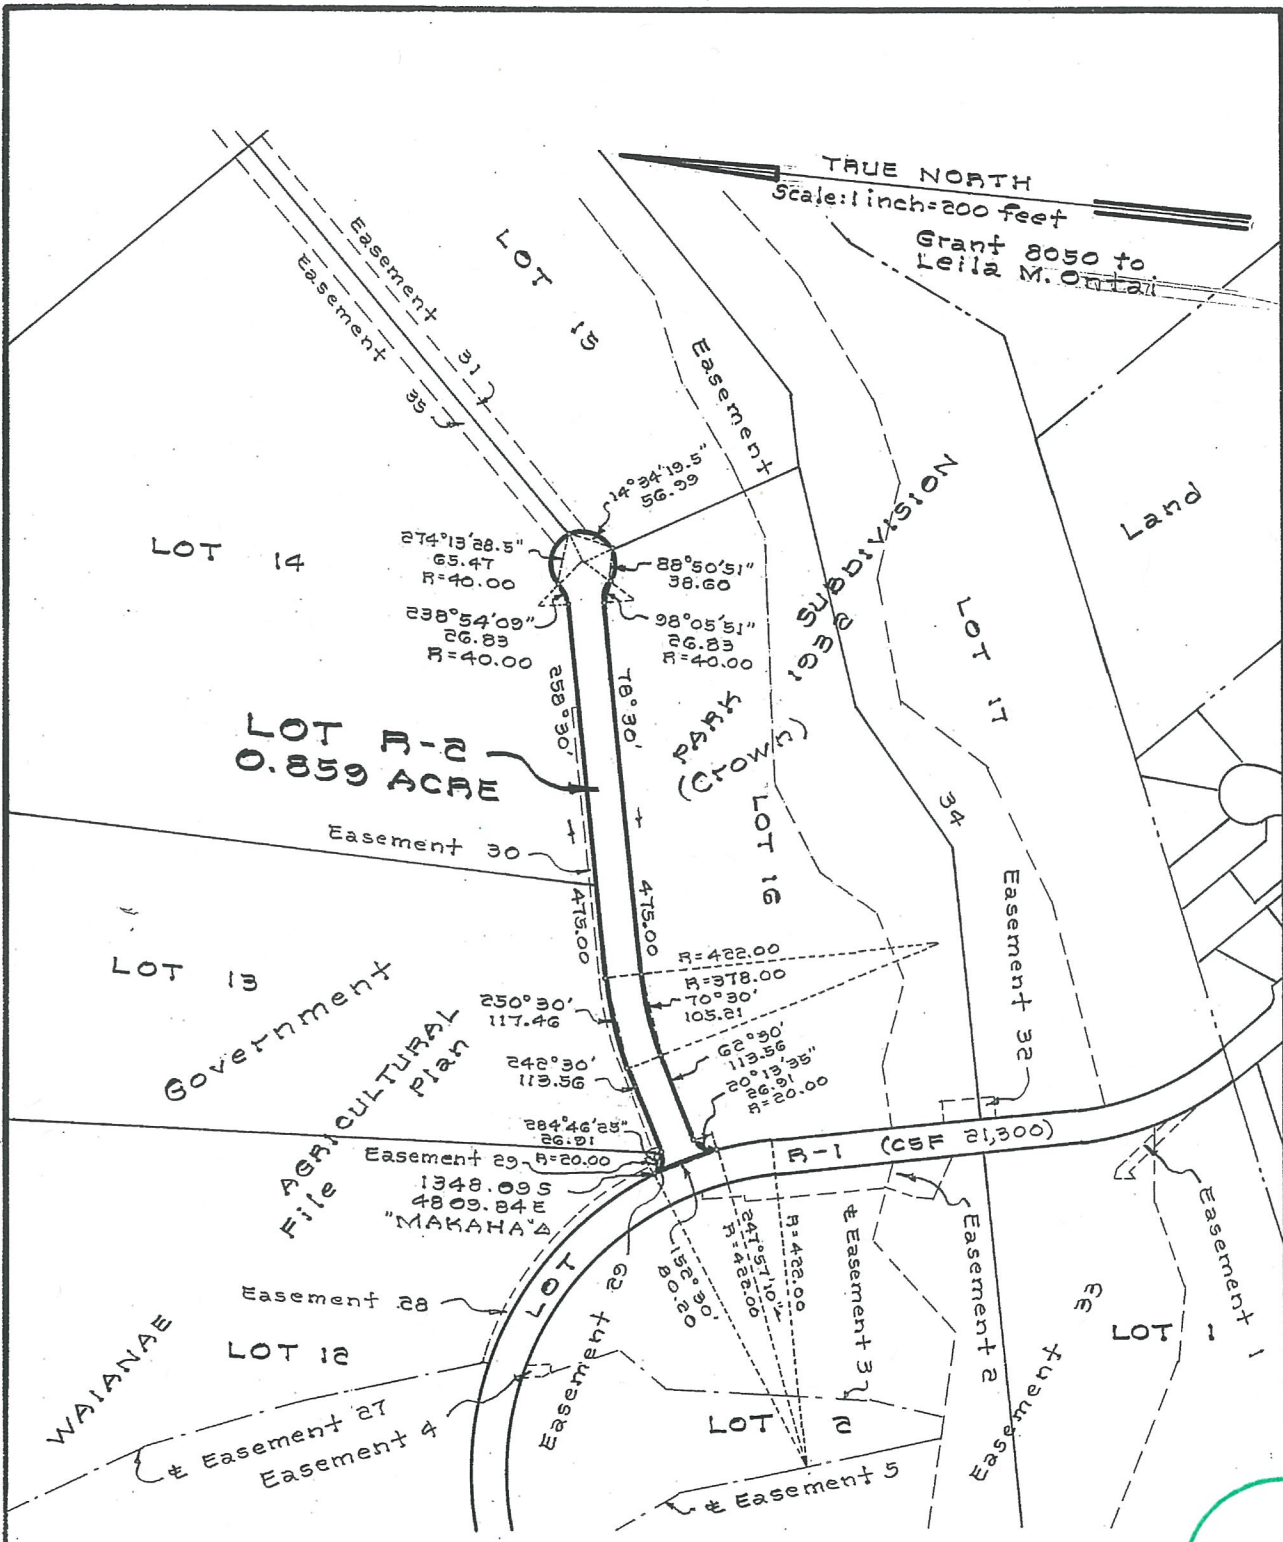 TRUE NORTH
Scale: 1 inch=200 feet
Grant 8050 to
Leila M. Ontai
Easement 31
Easement 35
LOT 15
Easement
LOT 14
14°34'19.5"
56.99
274°13'28.5"
65.47
R=40.00
88°50'51"
38.60
238°54'09"
26.83
R=40.00
98°05'51"
26.83
R=40.00
Land
LOT 17
258°30'
475.00
78°30'
475.00
LOT R-2
0.859 ACRE
WAIANAE AGRICULTURAL PARK SUBDIVISION
File Plan
Government (Crown)
LOT 16
34
Easement 30
Easement 32
LOT 13
R=422.00
R=378.00
70°30'
105.21
250°30'
117.46
62°30'
113.56
242°30'
113.56
20°13'35"
26.91
R=20.00
284°46'25"
26.91
R=20.00
Easement 29
1348.09 S
4809.84 E
"MAKAHA" △
LOT R-1 (CSF 21,300)
152°30'
80.20
247°57'10"
R=422.00
R=422.00
℄ Easement 3
Easement 2
Easement 1
Easement 33
LOT 1
Easement 28
LOT 12
Easement 62
℄ Easement 27
Easement 4
LOT 2
℄ Easement 5